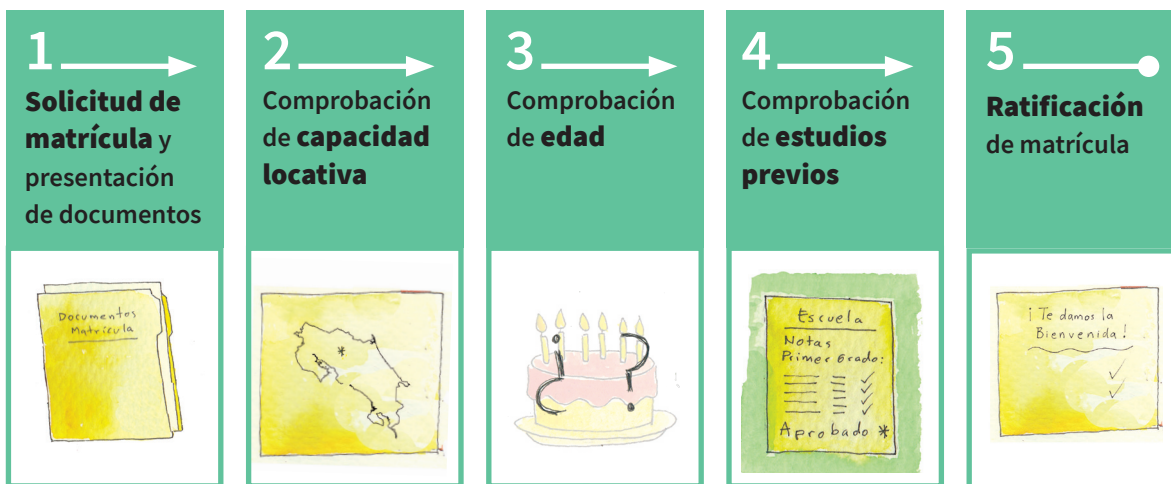 1
Solicitud de
matrícula y
presentación
de documentos
2
Comprobación
de capacidad
locativa
3
Comprobación
de edad
4
Comprobación
de estudios
previos
5
Ratificación
de matrícula
Documentos
Matrícula
¿?
Escuela
Notas
Primer Grado:
Aprobado *
¡Te damos la
Bienvenida!